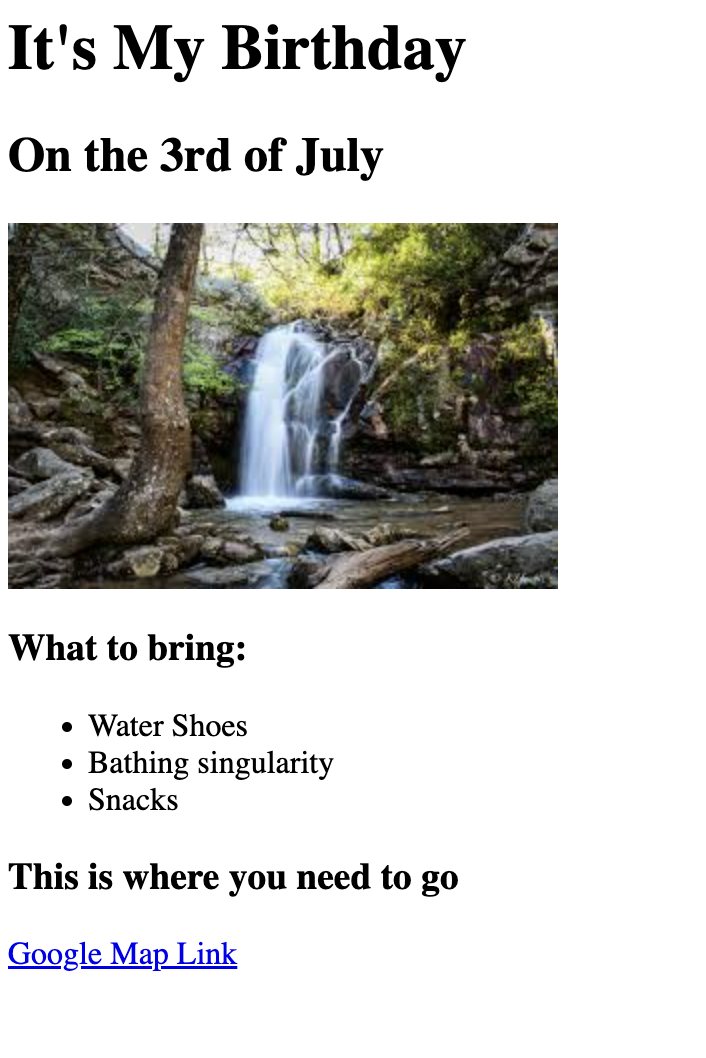 It's My Birthday
On the 3rd of July
What to bring:
Water Shoes
Bathing singularity
Snacks
This is where you need to go
Google Map Link